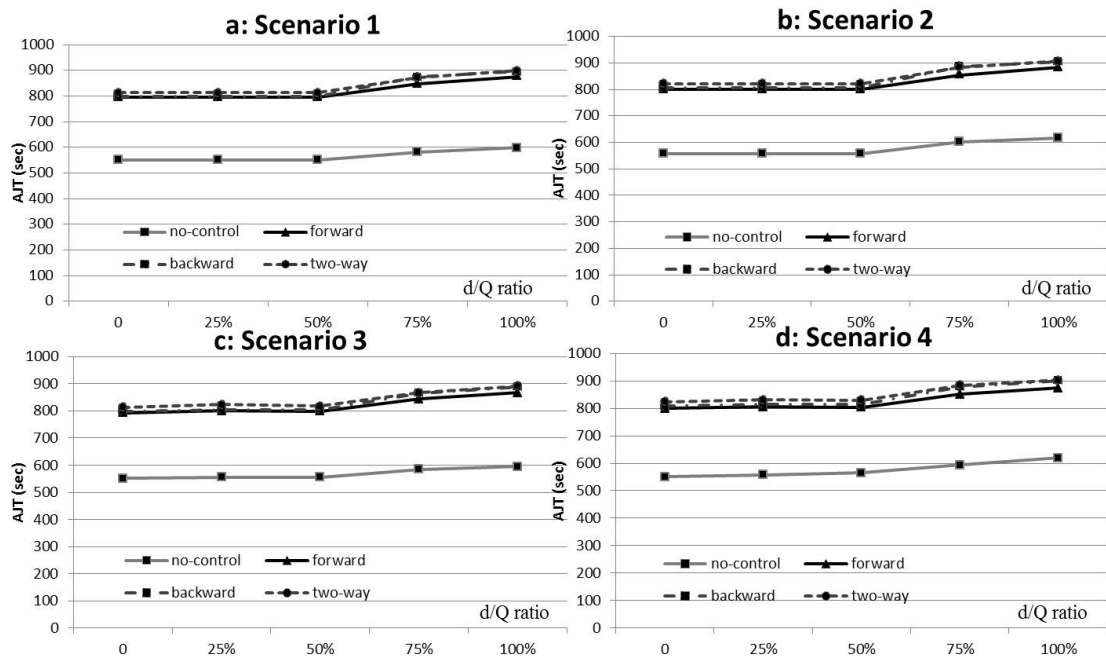 a: Scenario 1
1000
900
800
700
600
500
400
300
200
100
0
AJT (sec)
no-control
forward
backward
two-way
d/Q ratio
0 25% 50% 75% 100%
b: Scenario 2
1000
900
800
700
600
500
400
300
200
100
0
AJT (sec)
no-control
forward
backward
two-way
d/Q ratio
0 25% 50% 75% 100%
c: Scenario 3
1000
900
800
700
600
500
400
300
200
100
0
AJT (sec)
no-control
forward
backward
two-way
d/Q ratio
0 25% 50% 75% 100%
d: Scenario 4
1000
900
800
700
600
500
400
300
200
100
0
AJT (sec)
no-control
forward
backward
two-way
d/Q ratio
0 25% 50% 75% 100%